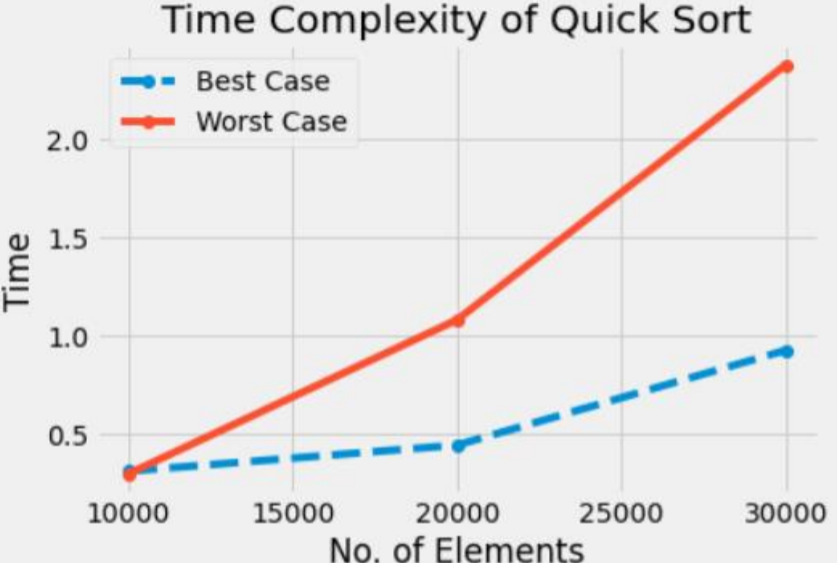 Time Complexity of Quick Sort
Best Case
Worst Case
Time
2.0
1.5
1.0
0.5
10000 15000 20000 25000 30000
No. of Elements